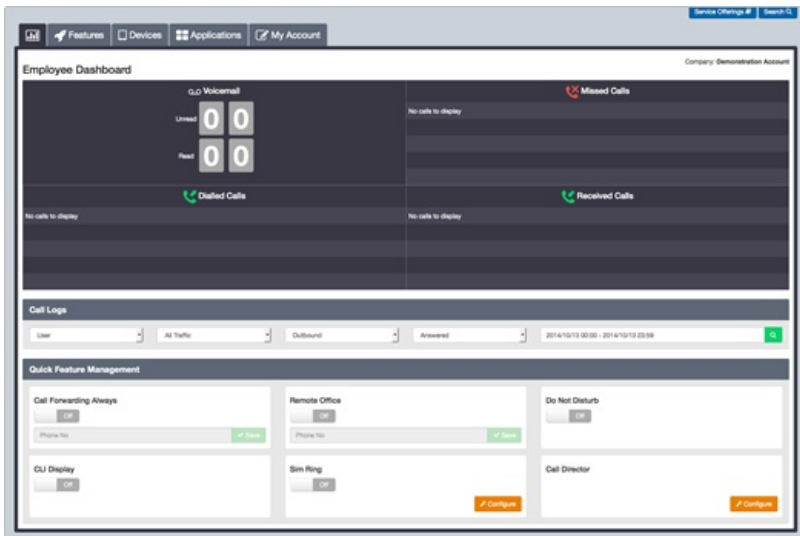 Service Offerings
Search
Features
Devices
Applications
My Account
Employee Dashboard
Company: Demonstration Account
Voicemail
Unread 0 0
Read 0 0
Missed Calls
No calls to display
Dialled Calls
No calls to display
Received Calls
No calls to display
Call Logs
User
All Traffic
Outbound
Answered
2014/10/13 00:00 - 2014/10/13 23:59
Quick Feature Management
Call Forwarding Always
Off
Phone No
Save
Remote Office
Off
Phone No
Save
Do Not Disturb
Off
CLI Display
Off
Sim Ring
Off
Configure
Call Director
Configure